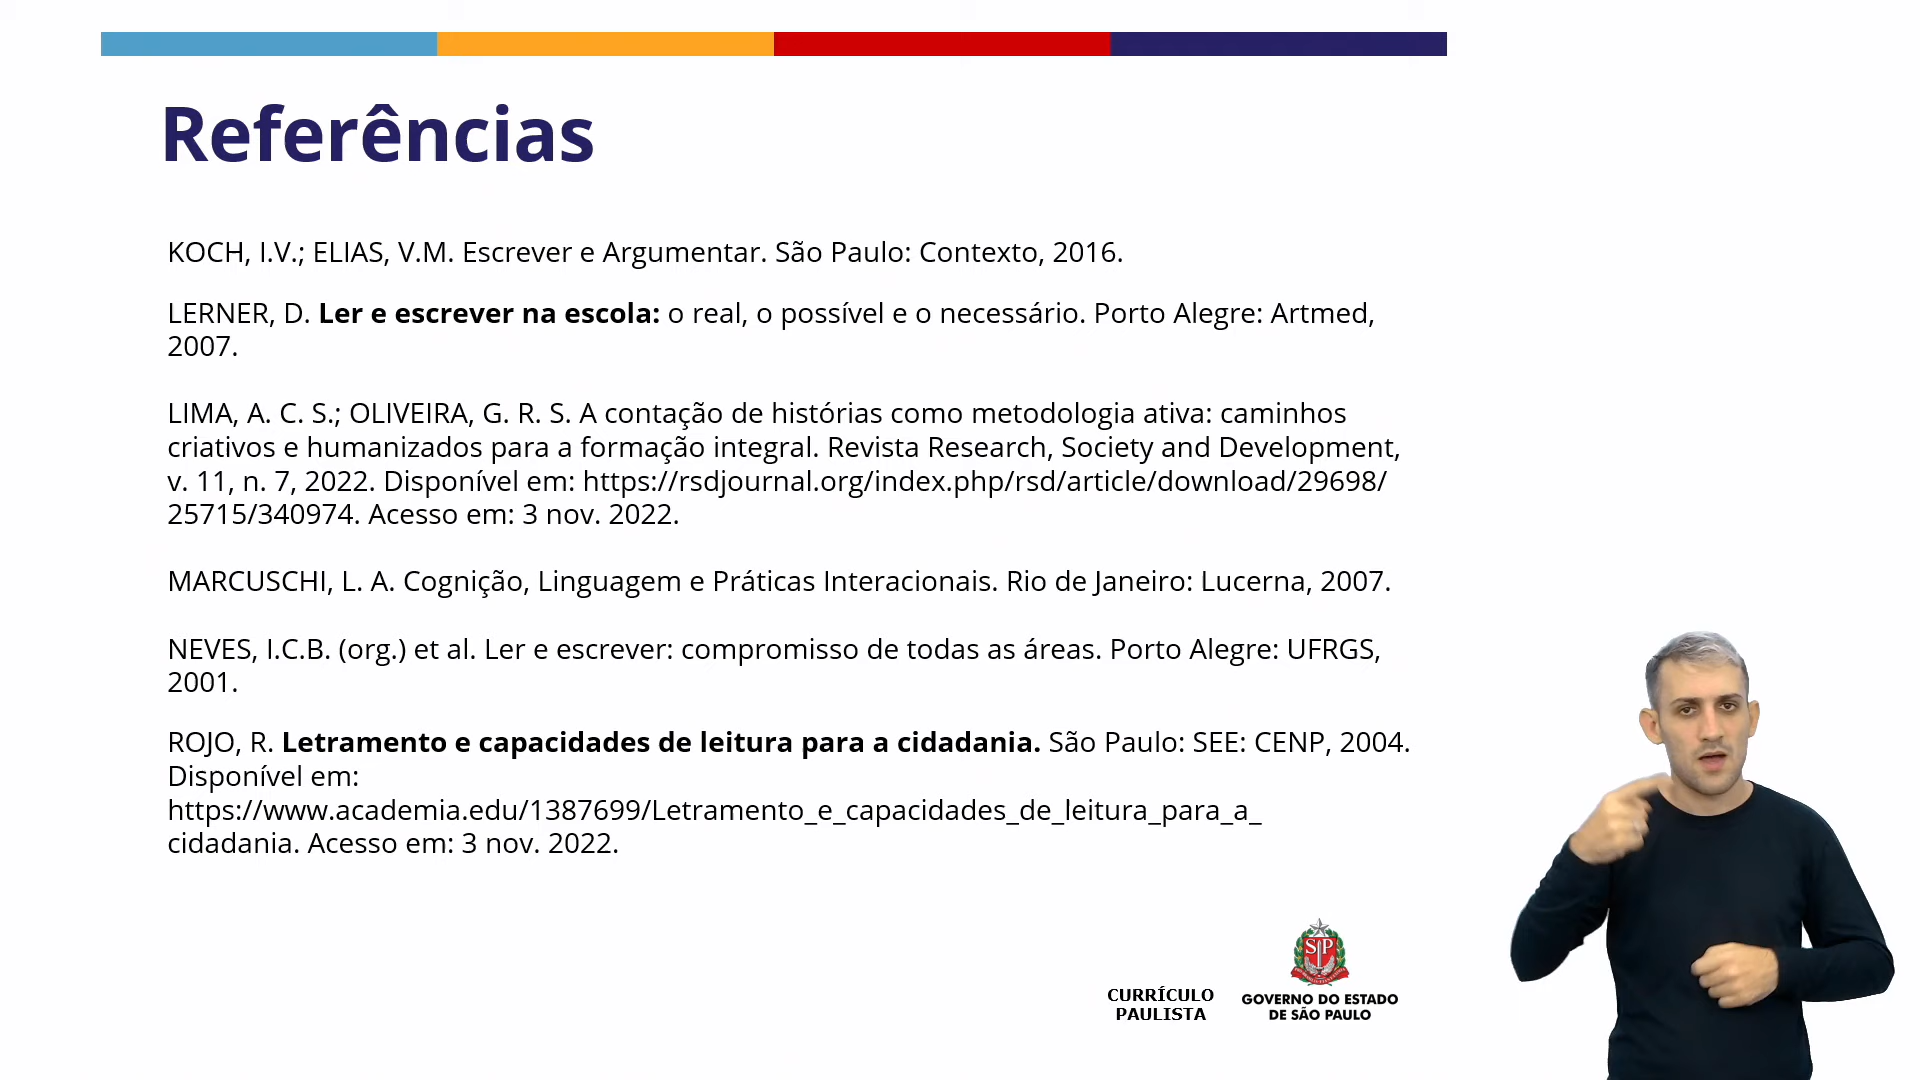 Referências
KOCH, I.V.; ELIAS, V.M. Escrever e Argumentar. São Paulo: Contexto, 2016.
LERNER, D. Ler e escrever na escola: o real, o possível e o necessário. Porto Alegre: Artmed,
2007.
LIMA, A. C. S.; OLIVEIRA, G. R. S. A contação de histórias como metodologia ativa: caminhos
criativos e humanizados para a formação integral. Revista Research, Society and Development,
v. 11, n. 7, 2022. Disponível em: https://rsdjournal.org/index.php/rsd/article/download/29698/
25715/340974. Acesso em: 3 nov. 2022.
MARCUSCHI, L. A. Cognição, Linguagem e Práticas Interacionais. Rio de Janeiro: Lucerna, 2007.
NEVES, I.C.B. (org.) et al. Ler e escrever: compromisso de todas as áreas. Porto Alegre: UFRGS,
2001.
ROJO, R. Letramento e capacidades de leitura para a cidadania. São Paulo: SEE: CENP, 2004.
Disponível em:
https://www.academia.edu/1387699/Letramento_e_capacidades_de_leitura_para_a_
cidadania. Acesso em: 3 nov. 2022.
SP
CURRÍCULO
PAULISTA
GOVERNO DO ESTADO
DE SÃO PAULO